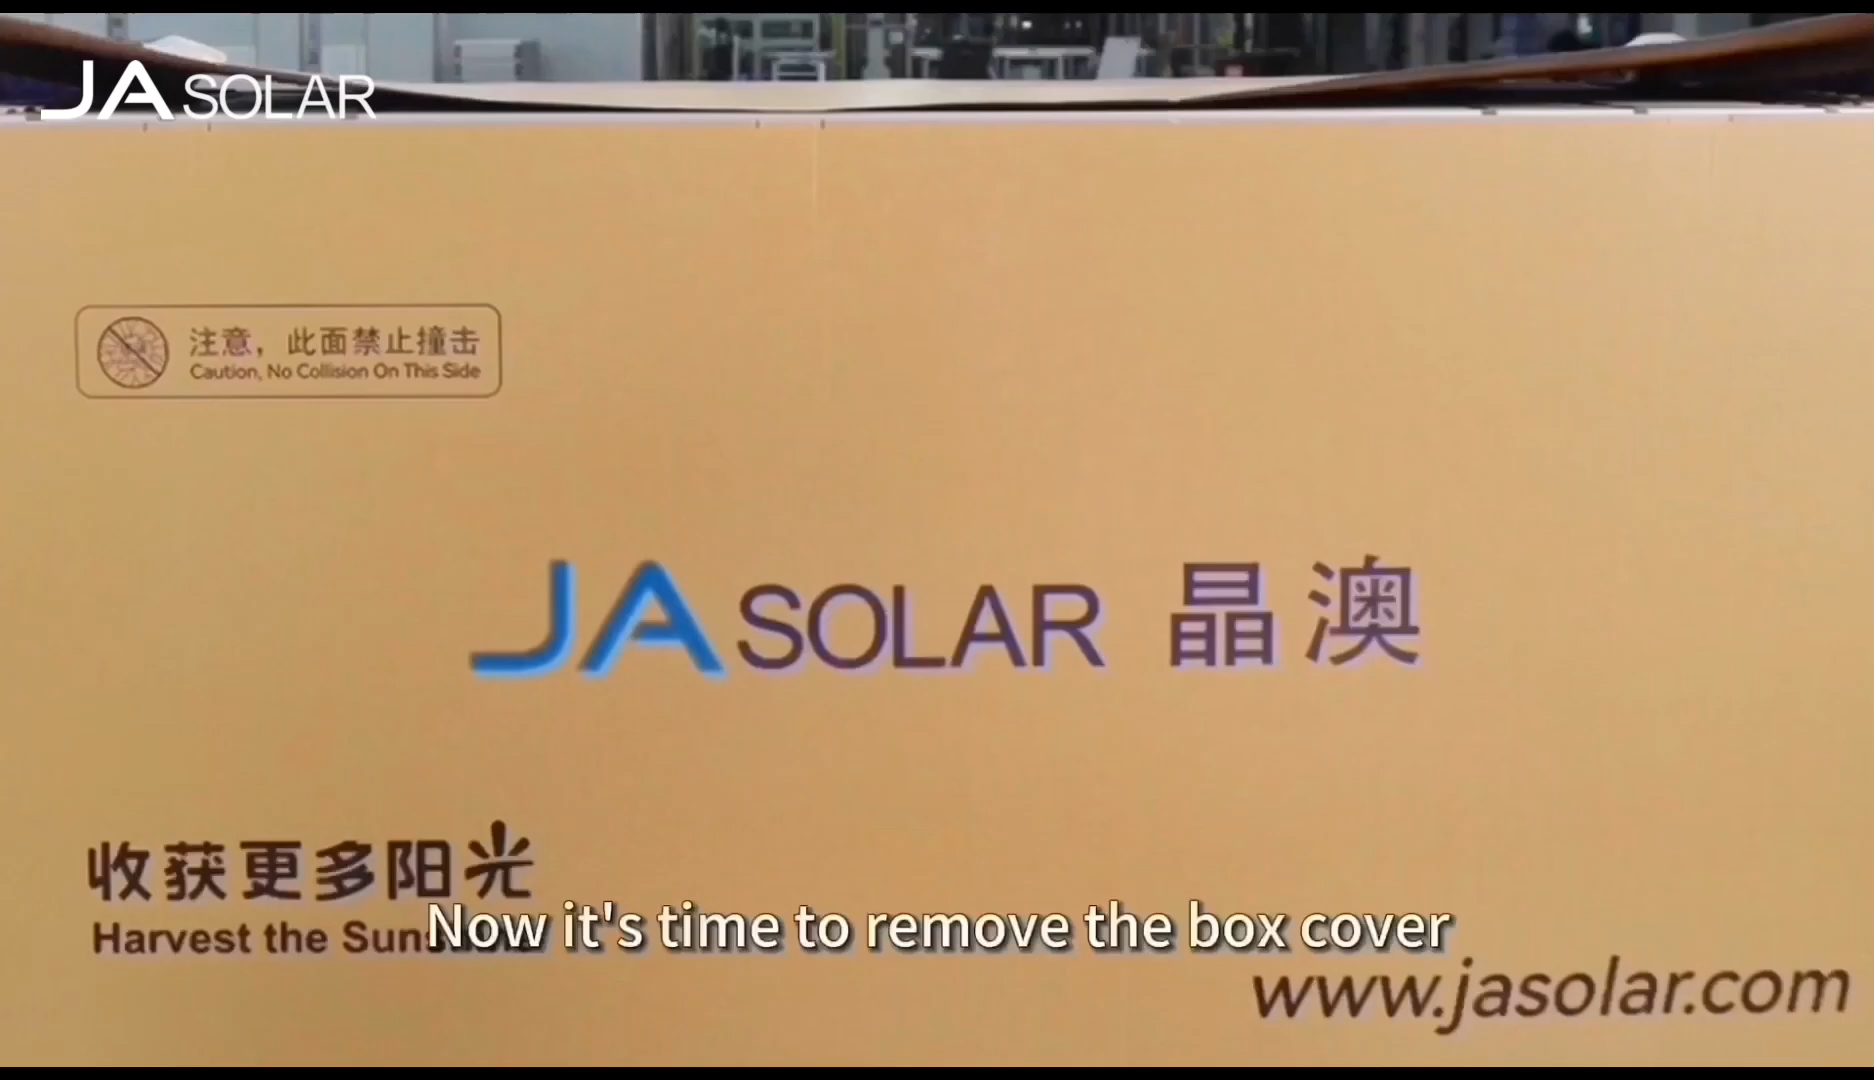 JA SOLAR
注意，此面禁止撞击
Caution, No Collision On This Side
JA SOLAR 晶澳
收获更多阳光
Harvest the
Now it's time to remove the box cover
www.jasolar.com